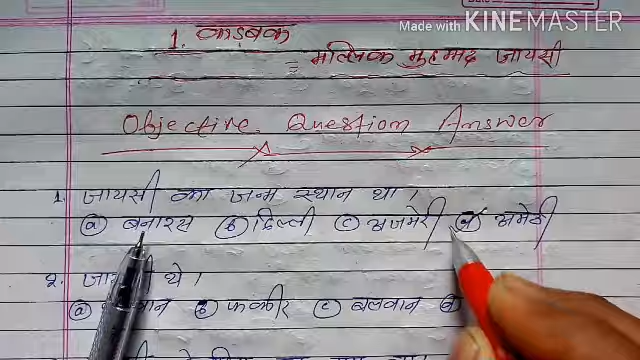 Made with KINEMASTER
1. कड़बक
= मल्लिक मुहम्मद जायसी
Objective Question Answer
1. जायसी का जन्म स्थान था।
(a) बनारस (b) दिल्ली (c) अजमेरी (d) अमेठी
2. थे।
(a) (b) फकीर (c) बलवान (d)